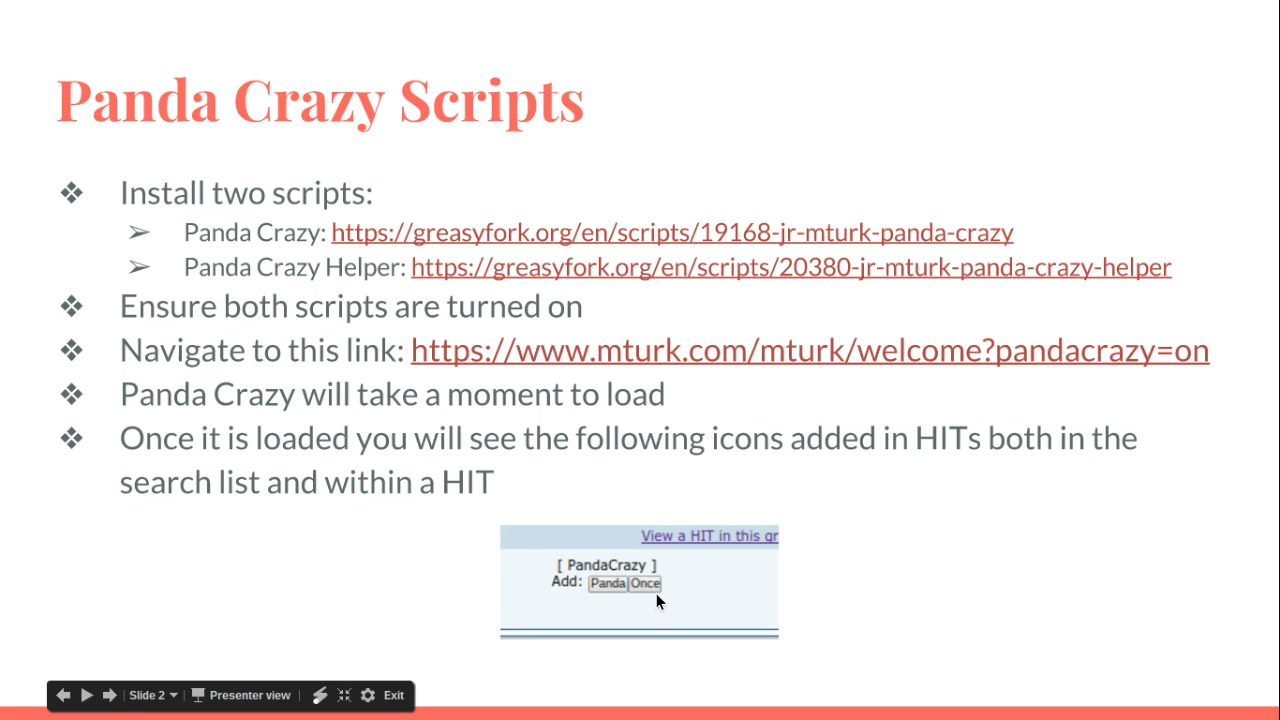 Panda Crazy Scripts
❖ Install two scripts:
➢ Panda Crazy: https://greasyfork.org/en/scripts/19168-jr-mturk-panda-crazy
➢ Panda Crazy Helper: https://greasyfork.org/en/scripts/20380-jr-mturk-panda-crazy-helper
❖ Ensure both scripts are turned on
❖ Navigate to this link: https://www.mturk.com/mturk/welcome?pandacrazy=on
❖ Panda Crazy will take a moment to load
❖ Once it is loaded you will see the following icons added in HITs both in the
search list and within a HIT
View a HIT in this gr
[ PandaCrazy ]
Add: Panda Once
Slide 2 Presenter view Exit